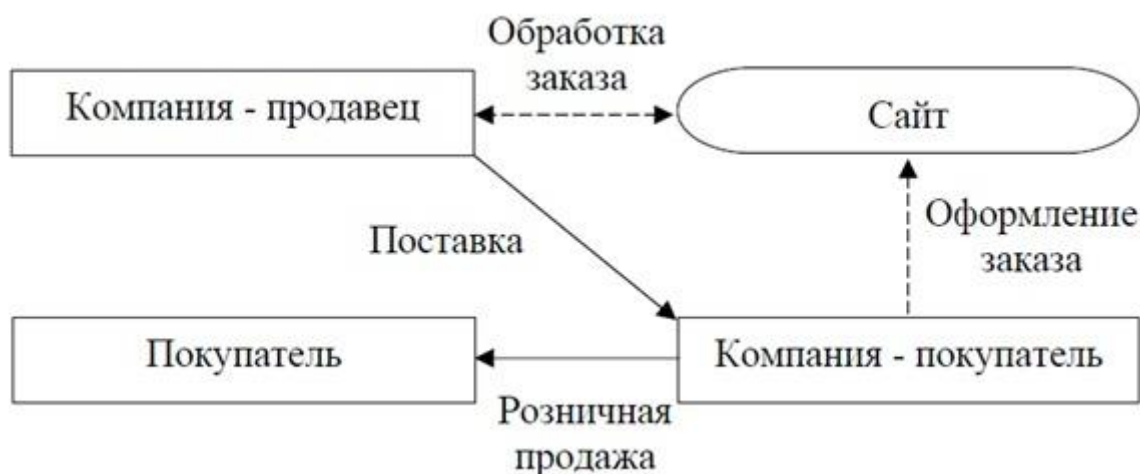 Обработка
заказа
Компания - продавец
Сайт
Поставка
Оформление
заказа
Покупатель
Компания - покупатель
Розничная
продажа